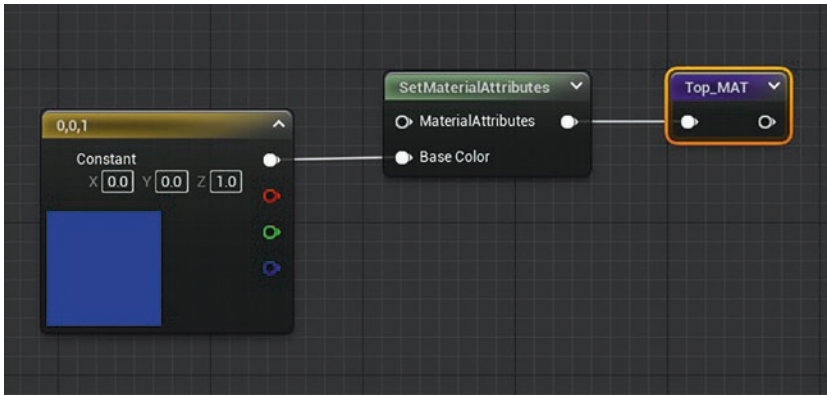 0,0,1
Constant
X 0.0 Y 0.0 Z 1.0
SetMaterialAttributes
MaterialAttributes
Base Color
Top_MAT